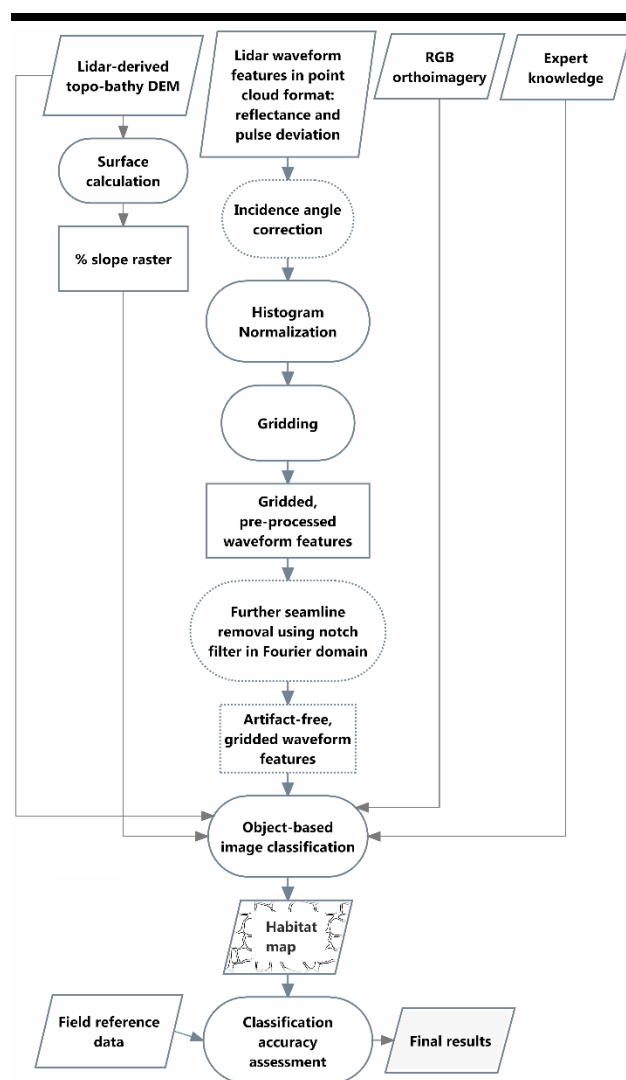 Lidar-derived
topo-bathy DEM
Lidar waveform
features in point
cloud format:
reflectance and
pulse deviation
RGB
orthoimagery
Expert
knowledge
Surface
calculation
% slope raster
Incidence angle
correction
Histogram
Normalization
Gridding
Gridded,
pre-processed
waveform features
Further seamline
removal using notch
filter in Fourier domain
Artifact-free,
gridded waveform
features
Object-based
image classification
Habitat
map
Field reference
data
Classification
accuracy
assessment
Final results